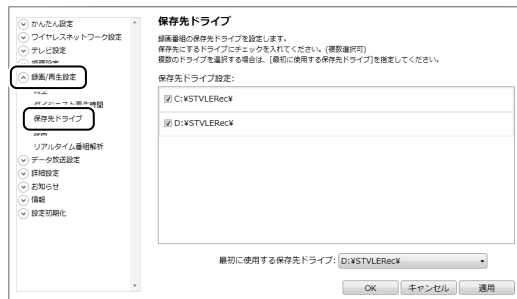 かんたん設定
ワイヤレスネットワーク設定
テレビ設定
録画/再生設定
ダイジェスト再生時間
保存先ドライブ
リアルタイム番組解析
データ放送設定
詳細設定
お知らせ
情報
設定初期化
保存先ドライブ
録画番組の保存先ドライブを設定します。
保存先にするドライブにチェックを入れてください。(複数選択可)
複数のドライブを選択する場合は、[最初に使用する保存先ドライブ]を指定してください。
保存先ドライブ設定:
C:¥STVLERec¥
D:¥STVLERec¥
最初に使用する保存先ドライブ: D:¥STVLERec¥
OK キャンセル 適用